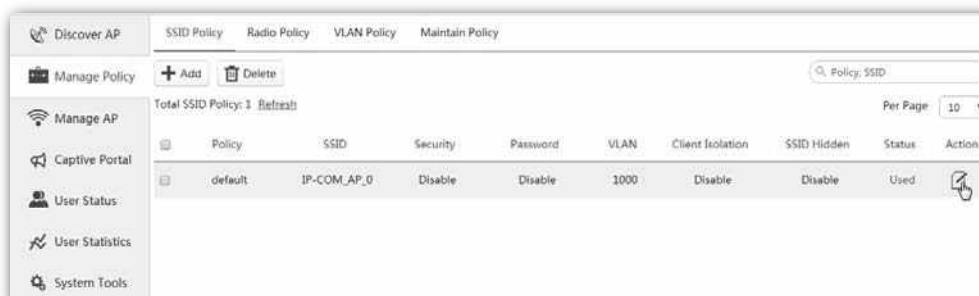 Discover AP
Manage Policy
Manage AP
Captive Portal
User Status
User Statistics
System Tools
SSID Policy Radio Policy VLAN Policy Maintain Policy
Add Delete
Policy, SSID
Total SSID Policy: 1 Refresh
Per Page 10
Policy SSID Security Password VLAN Client Isolation SSID Hidden Status Action
default IP-COM_AP_0 Disable Disable 1000 Disable Disable Used